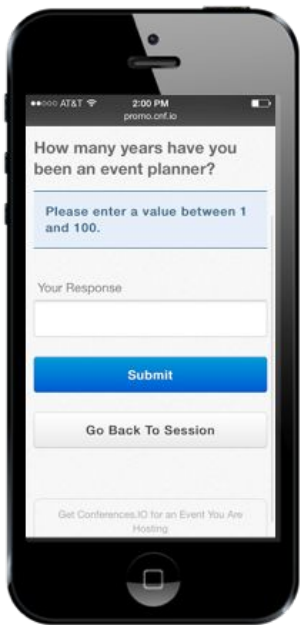 AT&T 2:00 PM
promo.cnf.io
How many years have you
been an event planner?
Please enter a value between 1
and 100.
Your Response
Submit
Go Back To Session
Get Conferences.IO for an Event You Are
Hosting